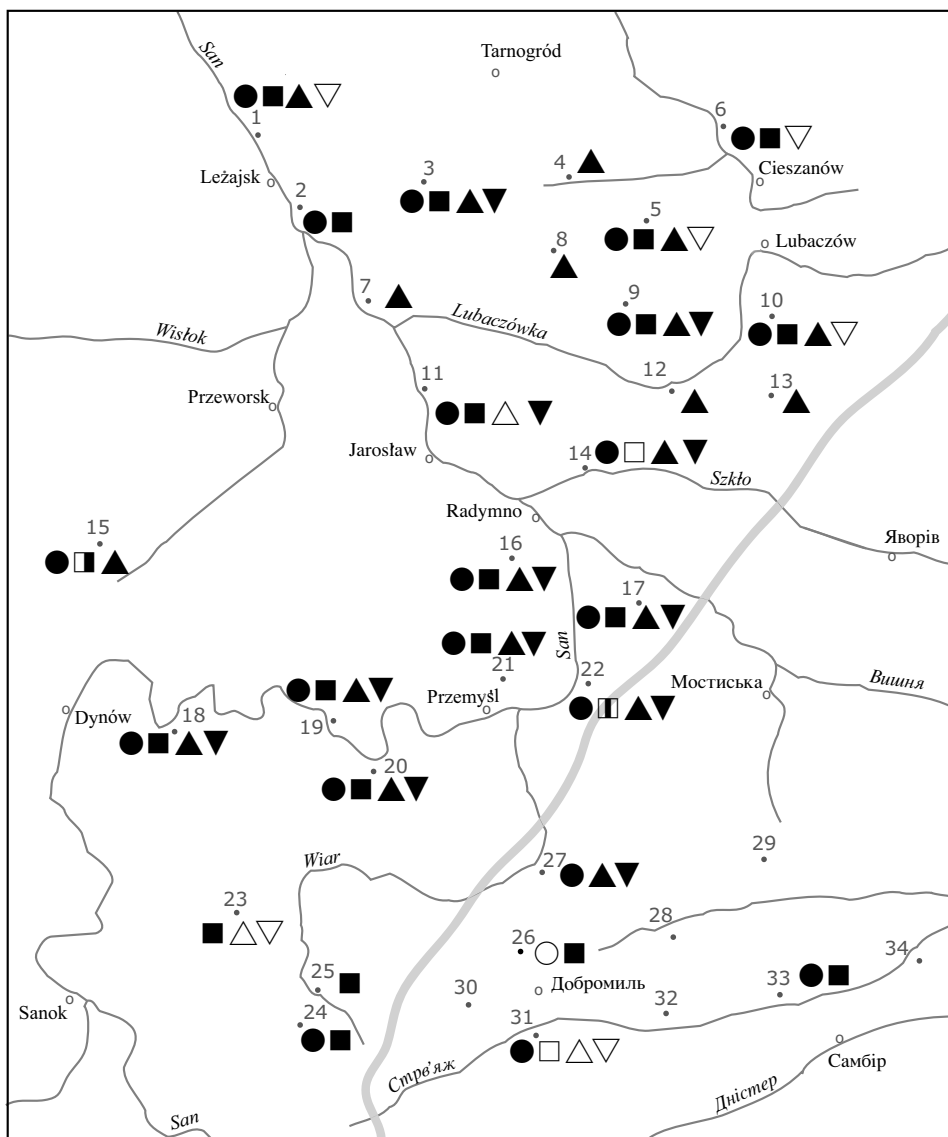 San
Tarnogród
1
6
Leżajsk
3
4
Cieszanów
2
5
8
Lubaczów
7
9
10
Wisłok
Lubaczówka
11
12
13
Przeworsk
Jarosław
14
Szkło
Radymno
15
16
Яворів
17
San
21
22
Przemyśl
Мостиська
Вишня
Dynów
18
19
20
Wiar
27
29
23
26
28
34
25
Добромиль
33
Sanok
24
30
32
31
Стрв'яж
Самбір
Дністер
San